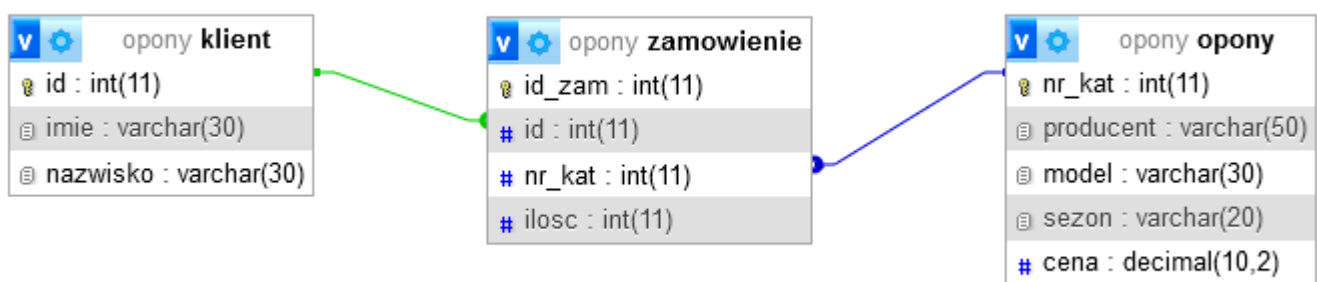 v opony klient
id : int(11)
imie : varchar(30)
nazwisko : varchar(30)
v opony zamowienie
id_zam : int(11)
# id : int(11)
# nr_kat : int(11)
# ilosc : int(11)
v opony opony
nr_kat : int(11)
producent : varchar(50)
model : varchar(30)
sezon : varchar(20)
# cena : decimal(10,2)